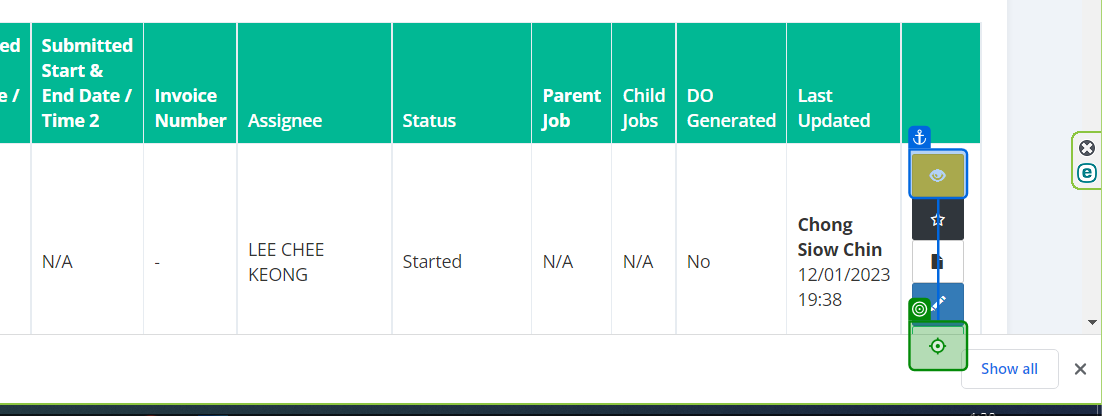 ed
e /
Submitted
Start &
End Date /
Time 2
Invoice
Number
Assignee
Status
Parent
Job
Child
Jobs
DO
Generated
Last
Updated
N/A
-
LEE CHEE
KEONG
Started
N/A
N/A
No
Chong
Siow Chin
12/01/2023
19:38
e
Show all